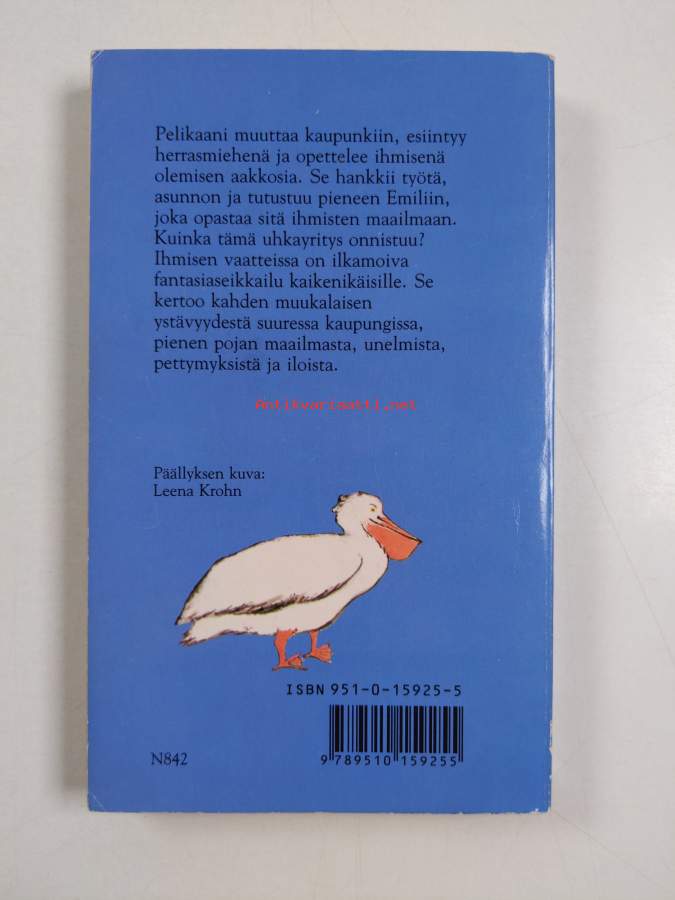 Pelikaani muuttaa kaupunkiin, esiintyy
herrasmiehenä ja opettelee ihmisenä
olemisen aakkosia. Se hankkii työtä,
asunnon ja tutustuu pieneen Emiliin,
joka opastaa sitä ihmisten maailmaan.
Kuinka tämä uhkayritys onnistuu?
Ihmisen vaatteissa on ilkamoiva
fantasiaseikkailu kaikenikäisille. Se
kertoo kahden muukalaisen
ystävyydestä suuressa kaupungissa,
pienen pojan maailmasta, unelmista,
pettymyksistä ja iloista.
Antikvariaatti.net
Päällyksen kuva:
Leena Krohn
ISBN 951-0-15925-5
9 789510 159255
N842